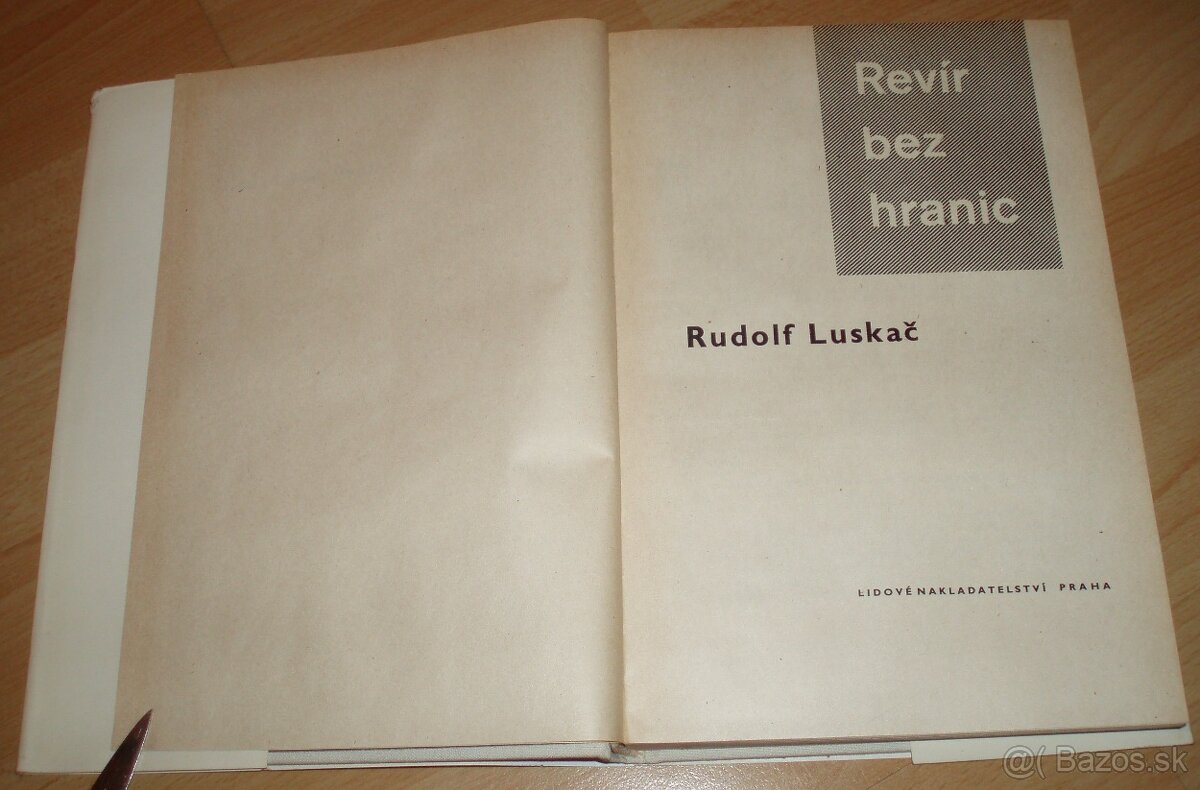 Revír
bez
hranic
Rudolf Luskač
LIDOVÉ NAKLADATELSTVÍ PRAHA
@( Bazos.sk